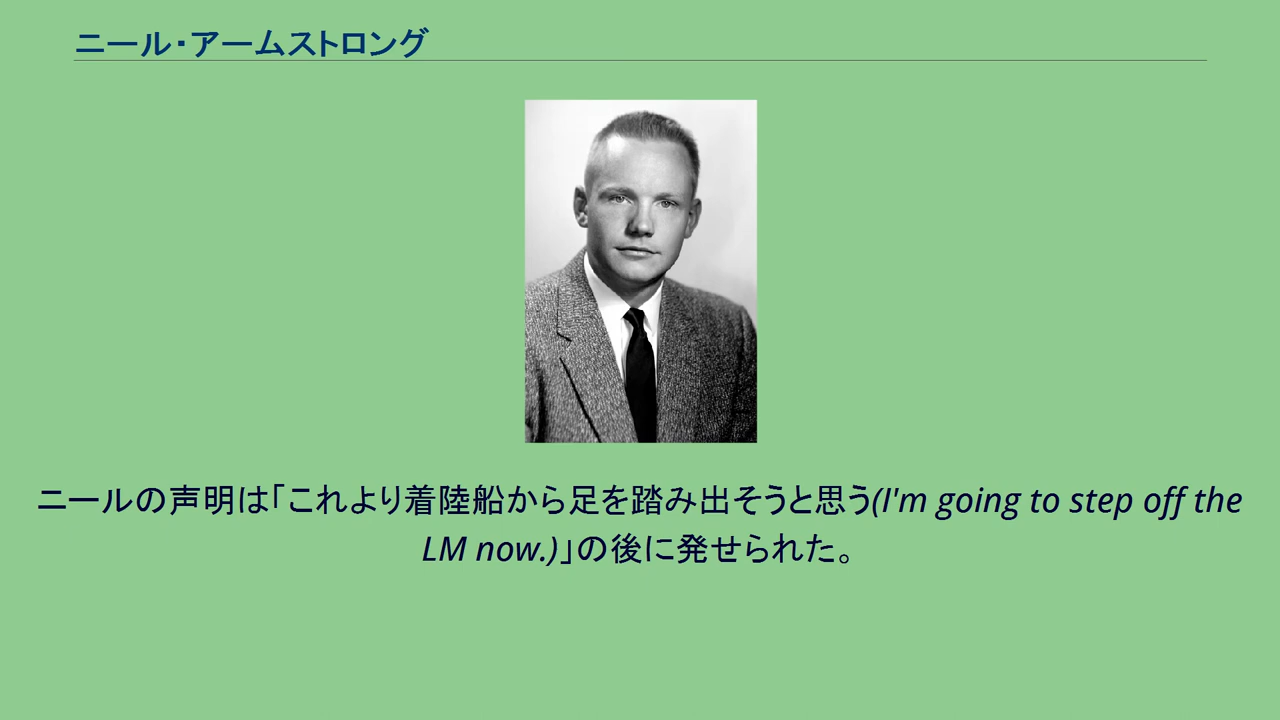 ニール・アームストロング
ニールの声明は「これより着陸船から足を踏み出そうと思う(I'm going to step off the
LM now.)」の後に発せられた。